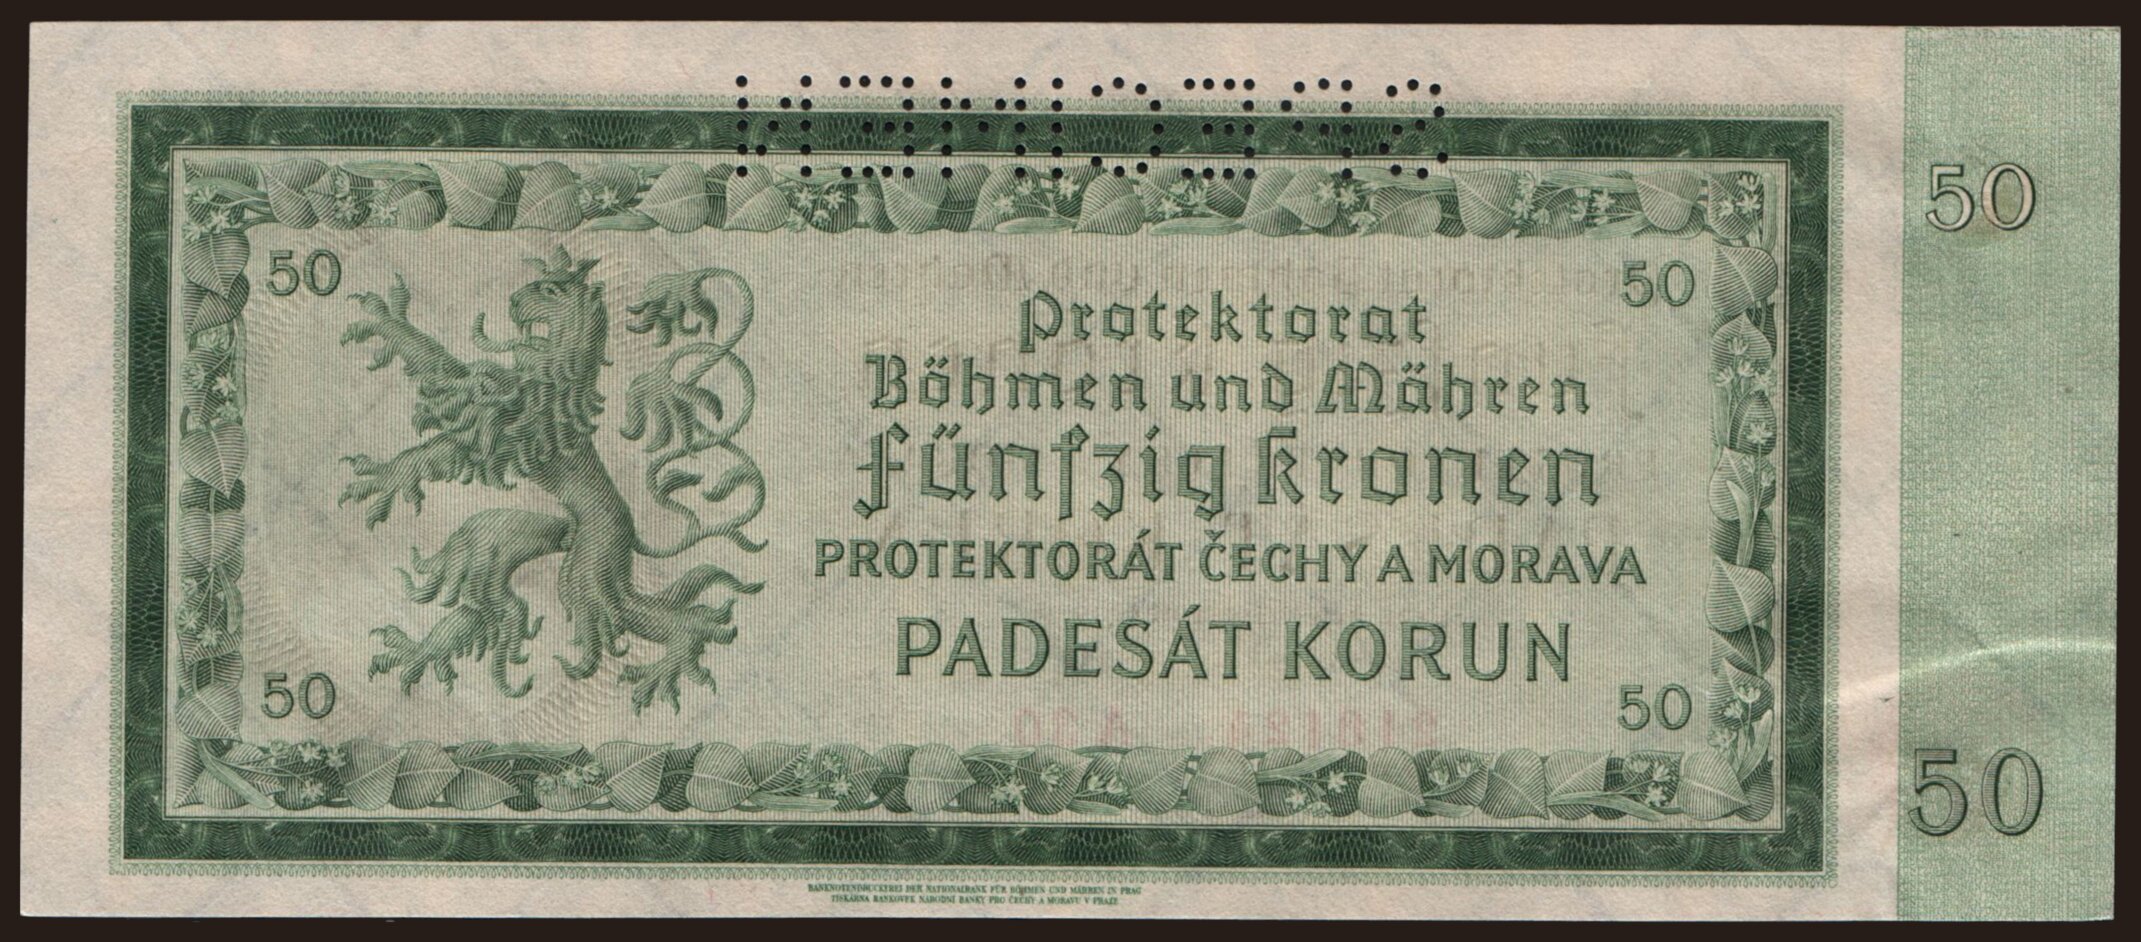 SPECIMEN
50
50
50
Protektorat
Böhmen und Mähren
Fünfzig Kronen
PROTEKTORÁT ČECHY A MORAVA
PADESÁT KORUN
50
50
50
BANKNOTENDRUCKEREI DER NATIONALBANK FÜR BÖHMEN UND MÄHREN IN PRAG
TISKÁRNA BANKOVEK NÁRODNÍ BANKY PRO ČECHY A MORAVU V PRAZE